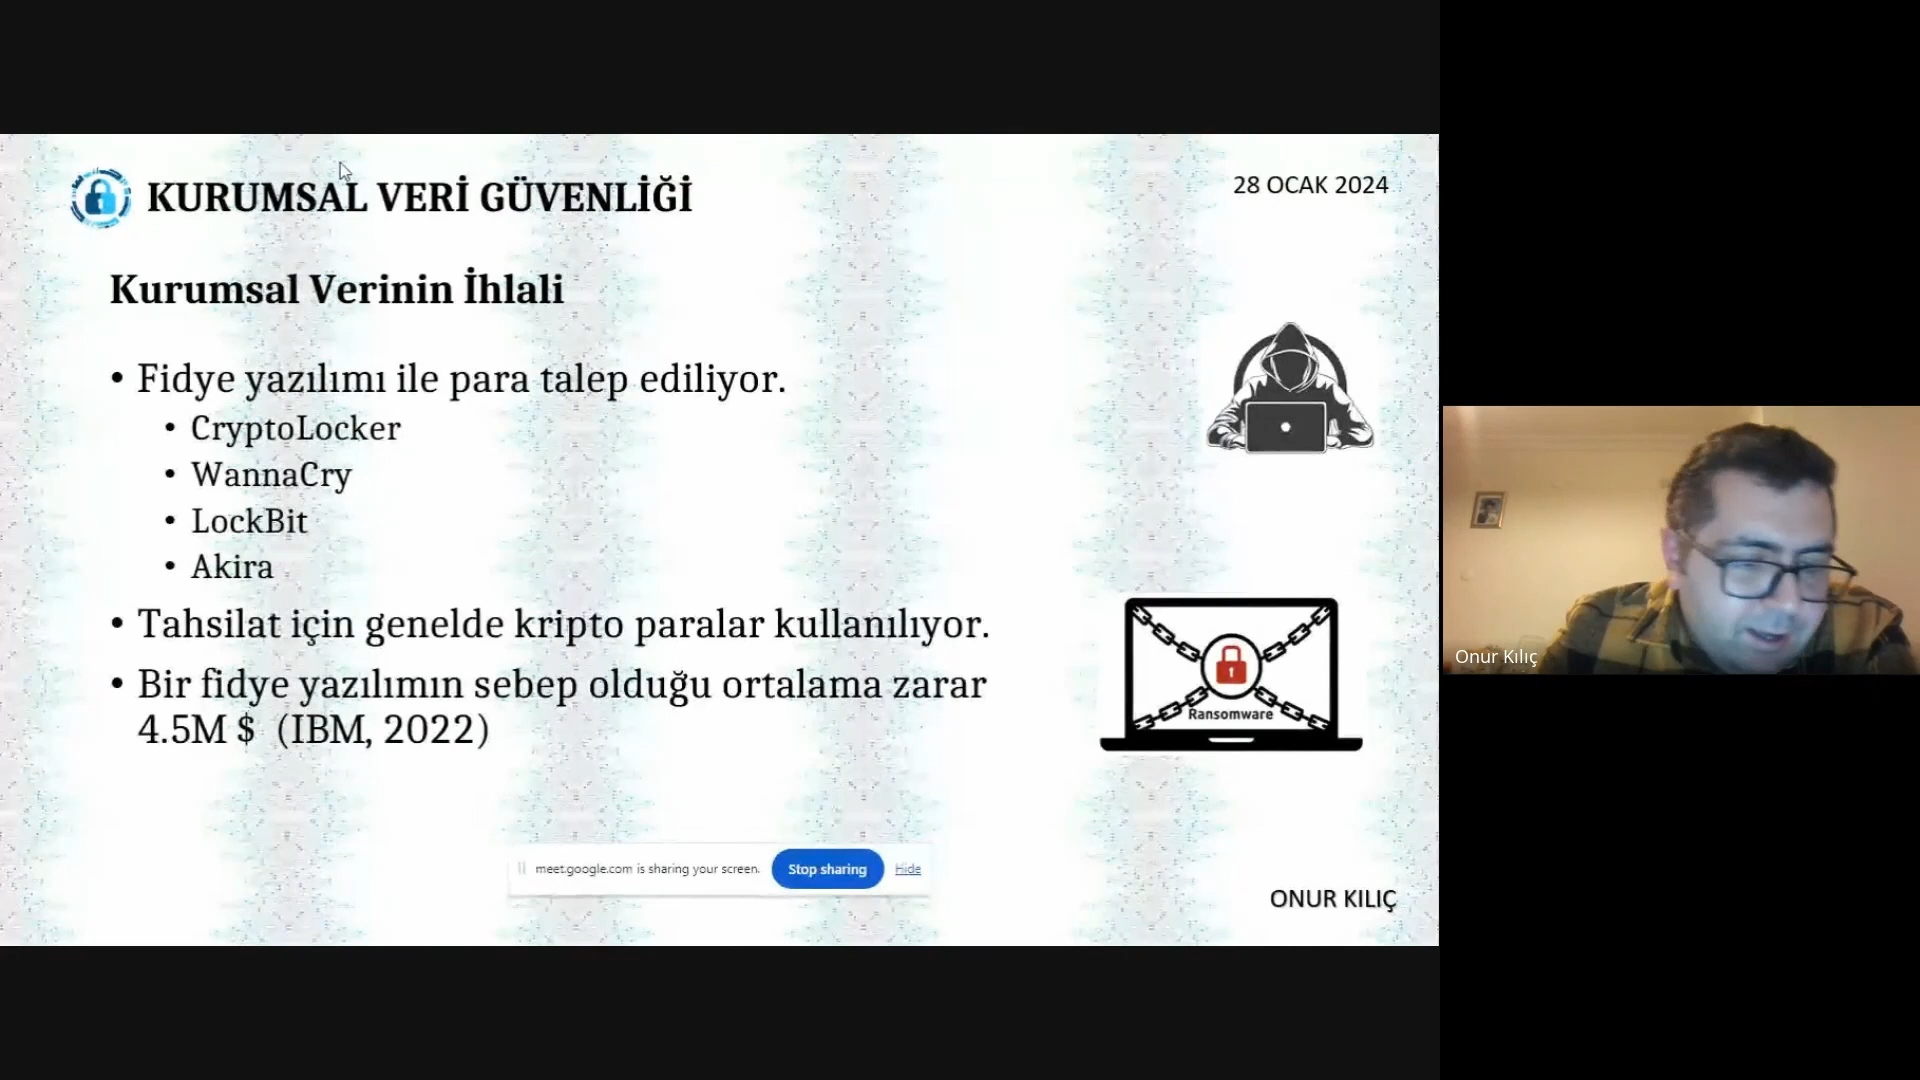 KURUMSAL VERİ GÜVENLİĞİ
28 OCAK 2024
Kurumsal Verinin İhlali
• Fidye yazılımı ile para talep ediliyor.
• CryptoLocker
• WannaCry
• LockBit
• Akira
• Tahsilat için genelde kripto paralar kullanılıyor.
• Bir fidye yazılımın sebep olduğu ortalama zarar
4.5M $ (IBM, 2022)
Ransomware
meet.google.com is sharing your screen.
Stop sharing
Hide
ONUR KILIÇ
Onur Kılıç